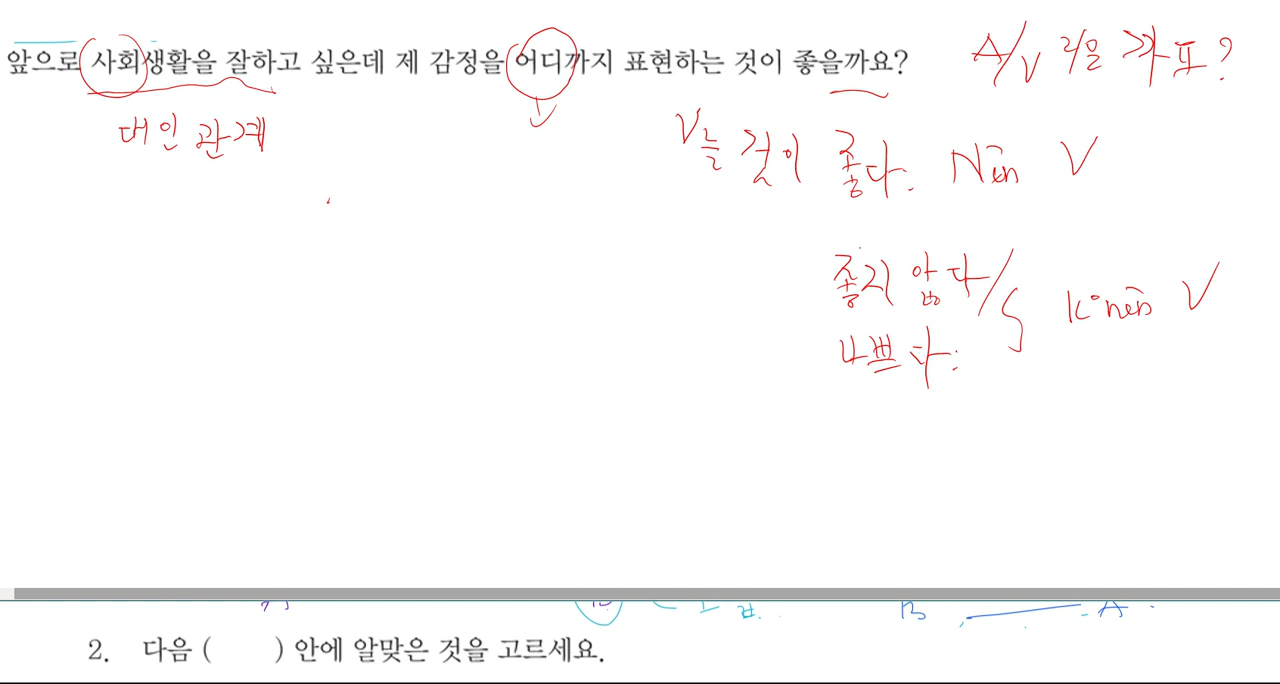 앞으로 사회생활을 잘하고 싶은데 제 감정을 어디까지 표현하는 것이 좋을까요?
A/V 을까요?
대인 관계
V는 것이 좋다. Nên V
좋지 않다/
나쁘다. K nên V
B A
2. 다음 ( ) 안에 알맞은 것을 고르세요.